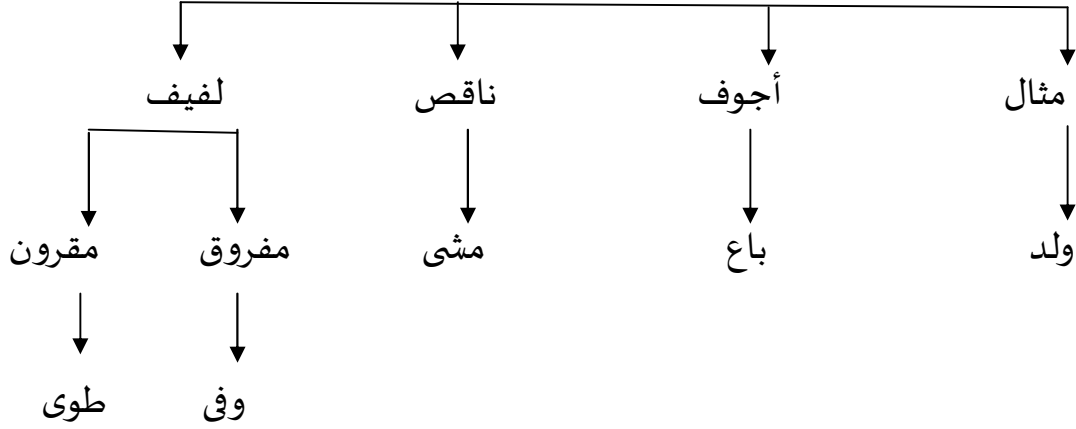 مثال أجوف ناقص لفيف
ولد باع مشى مفروق مقرون
وفى طوى